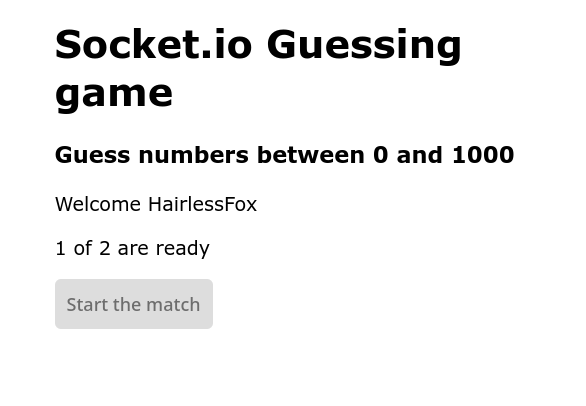 Socket.io Guessing
game
Guess numbers between 0 and 1000
Welcome HairlessFox
1 of 2 are ready
Start the match